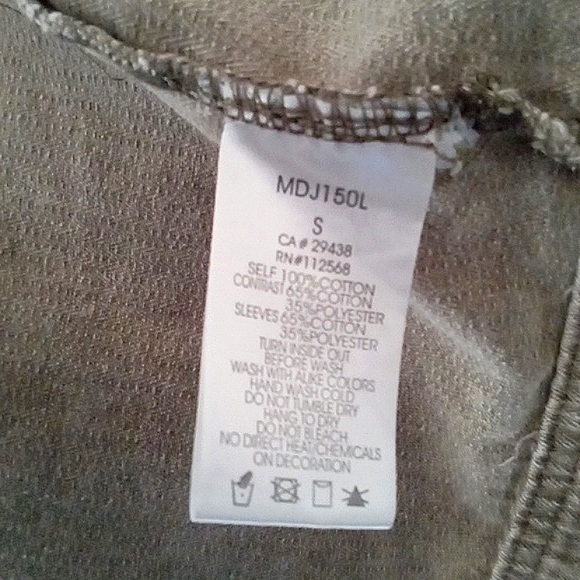 MDJ150L
S
CA # 29438
RN#112568
SELF 100%COTTON
CONTRAST 65%COTTON
35%POLYESTER
SLEEVES 65%COTTON
35%POLYESTER
TURN INSIDE OUT
BEFORE WASH
WASH WITH ALIKE COLORS
HAND WASH COLD
DO NOT TUMBLE DRY
HANG TO DRY
DO NOT BLEACH
NO DIRECT HEAT/CHEMICALS
ON DECORATION